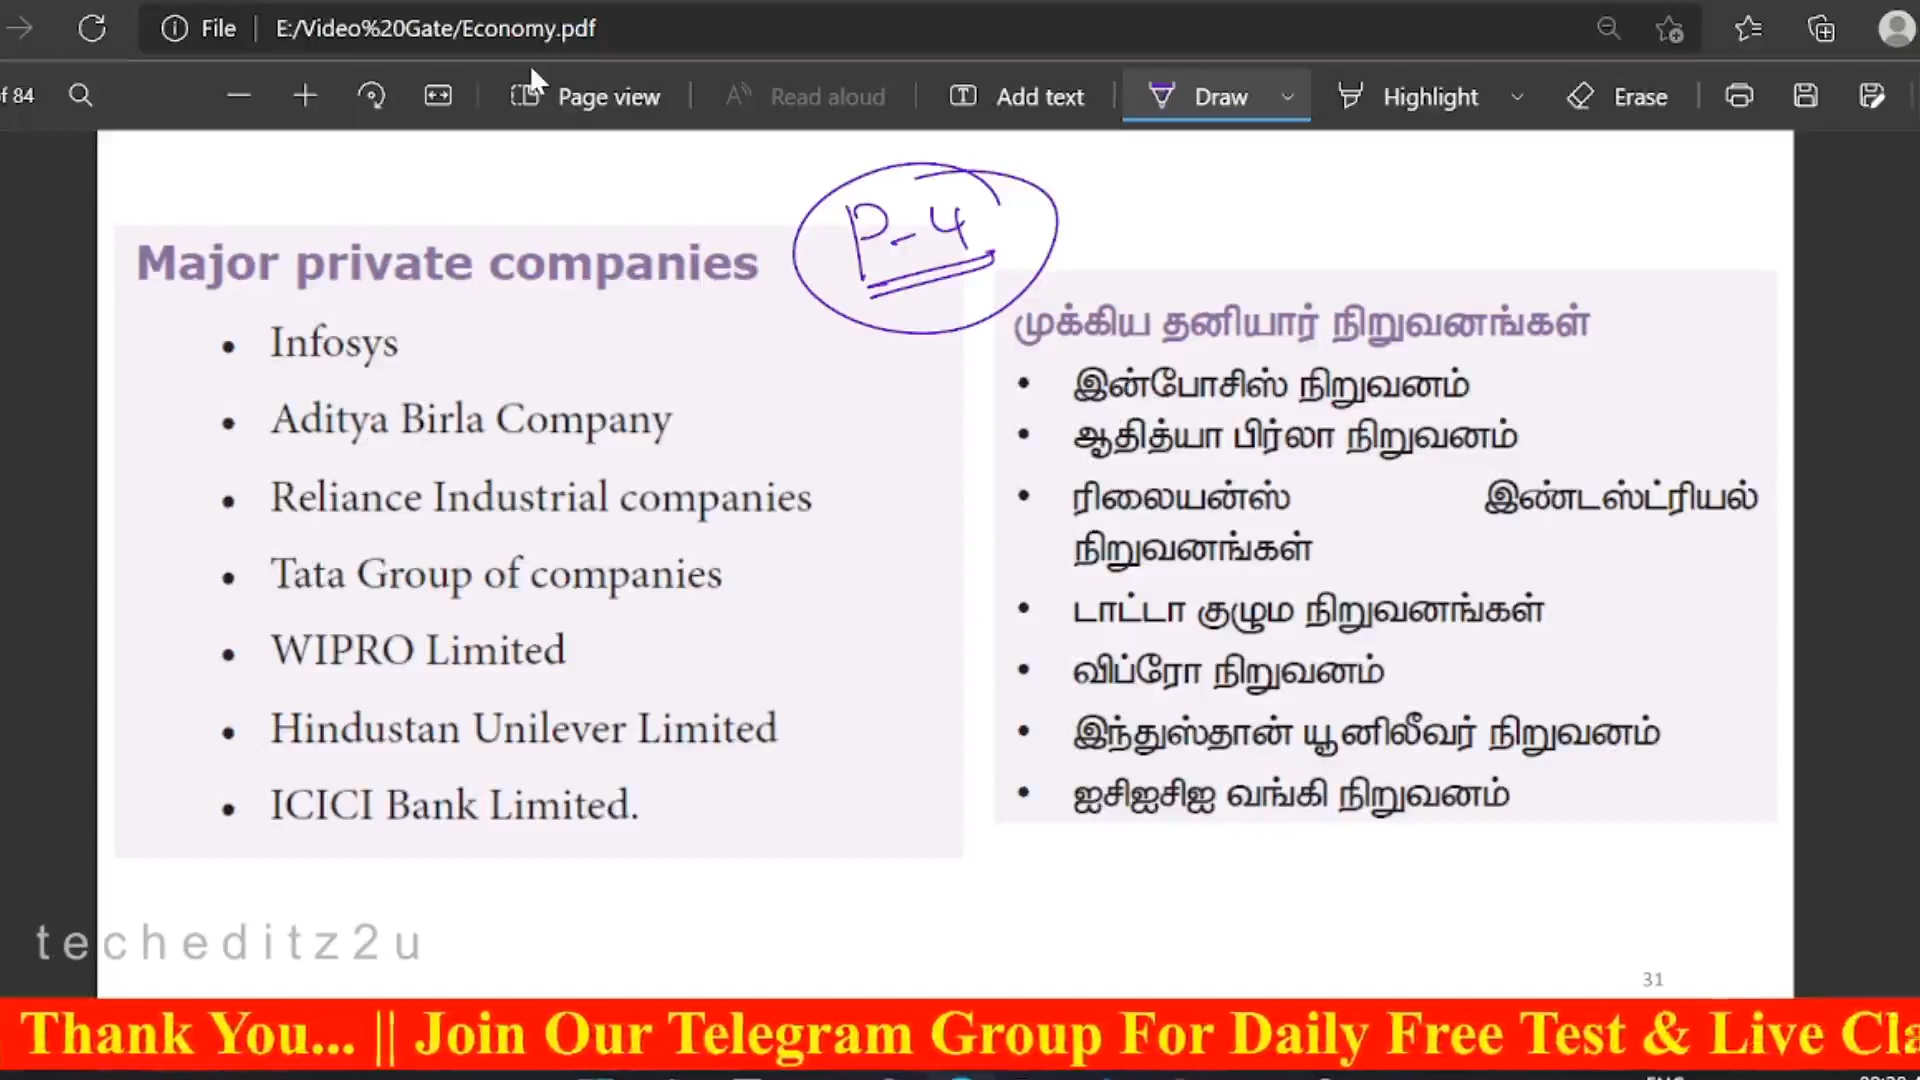 File E:/Video%20Gate/Economy.pdf
f 84 Page view Read aloud Add text Draw Highlight Erase
P-4
Major private companies
• Infosys
• Aditya Birla Company
• Reliance Industrial companies
• Tata Group of companies
• WIPRO Limited
• Hindustan Unilever Limited
• ICICI Bank Limited.
முக்கிய தனியார் நிறுவனங்கள்
• இன்போசிஸ் நிறுவனம்
• ஆதித்யா பிர்லா நிறுவனம்
• ரிலையன்ஸ் இண்டஸ்ட்ரியல்
நிறுவனங்கள்
• டாட்டா குழும நிறுவனங்கள்
• விப்ரோ நிறுவனம்
• இந்துஸ்தான் யூனிலீவர் நிறுவனம்
• ஐசிஐசிஐ வங்கி நிறுவனம்
techeditz2u
31
Thank You... || Join Our Telegram Group For Daily Free Test & Live Cla